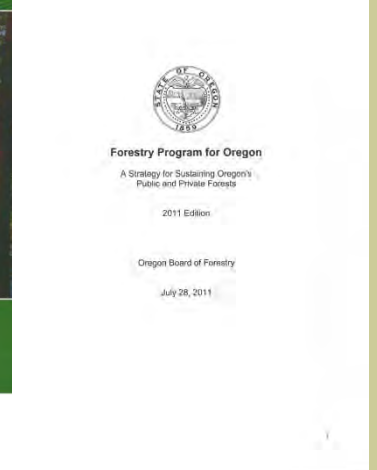 STATE OF OREGON
1859
Forestry Program for Oregon
A Strategy for Sustaining Oregon's
Public and Private Forests
2011 Edition
Oregon Board of Forestry
July 28, 2011
i